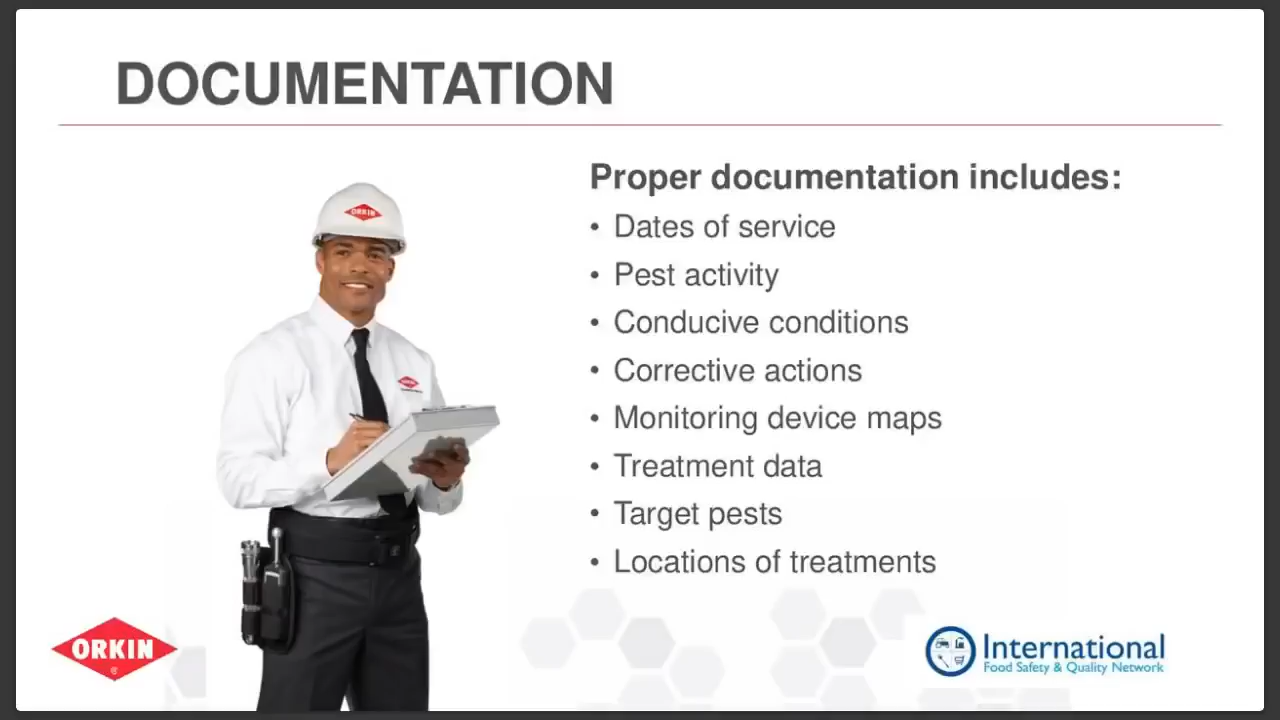 DOCUMENTATION
Proper documentation includes:
• Dates of service
• Pest activity
• Conducive conditions
• Corrective actions
• Monitoring device maps
• Treatment data
• Target pests
• Locations of treatments
ORKIN
ORKIN
ORKIN
International
Food Safety & Quality Network